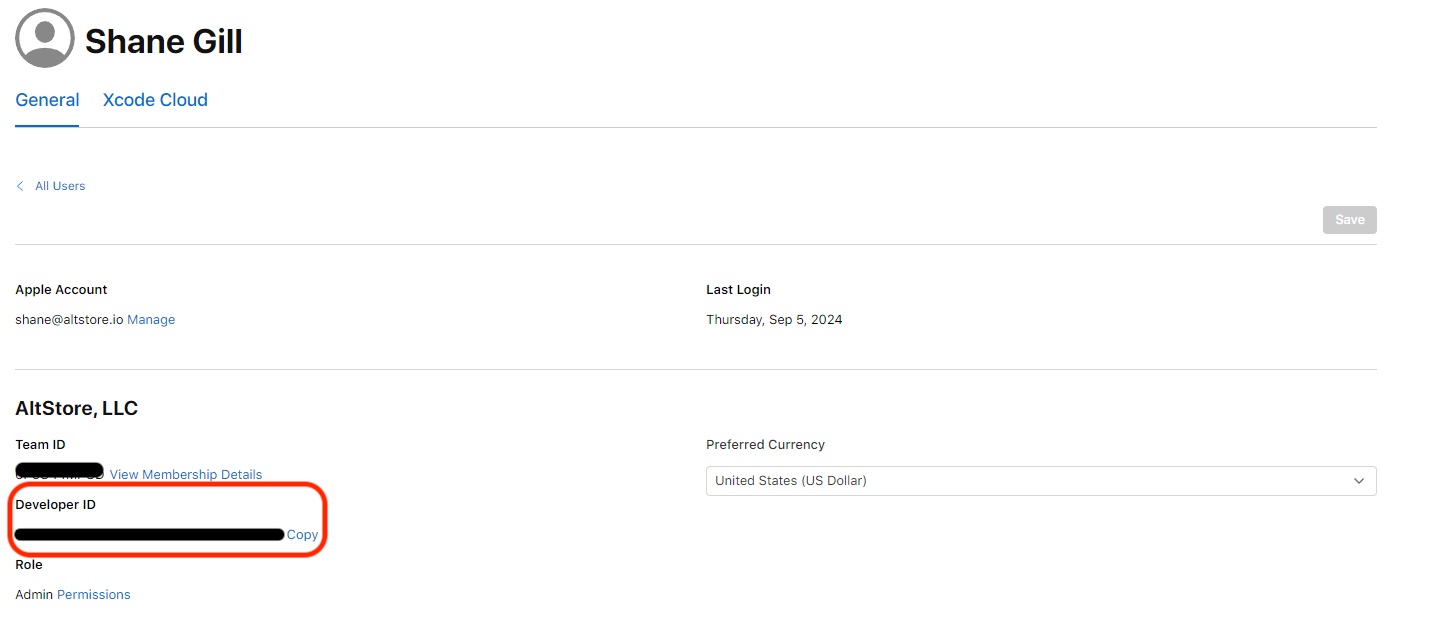 Shane Gill
General Xcode Cloud
All Users
Save
Apple Account
shane@altstore.io Manage
Last Login
Thursday, Sep 5, 2024
AltStore, LLC
Team ID
View Membership Details
Preferred Currency
United States (US Dollar)
Developer ID
Copy
Role
Admin Permissions